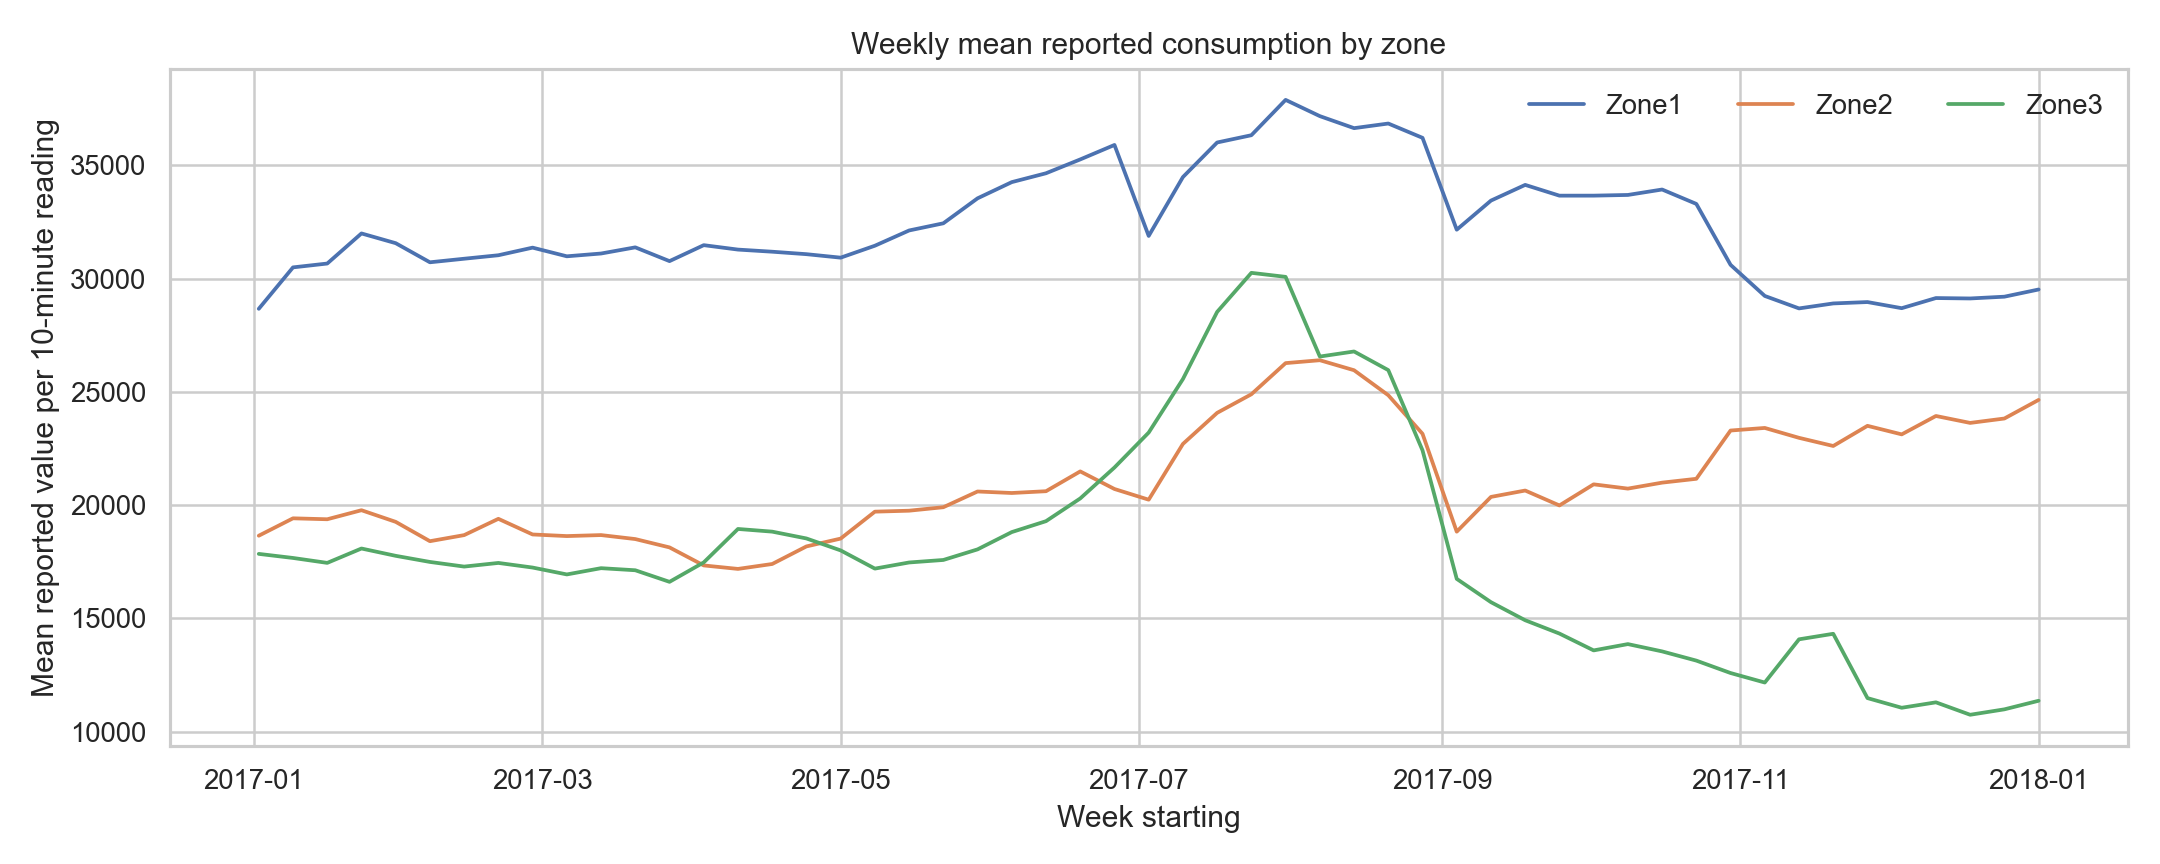 Weekly mean reported consumption by zone
Zone1 Zone2 Zone3
Mean reported value per 10-minute reading
35000
30000
25000
20000
15000
10000
2017-01 2017-03 2017-05 2017-07 2017-09 2017-11 2018-01
Week starting